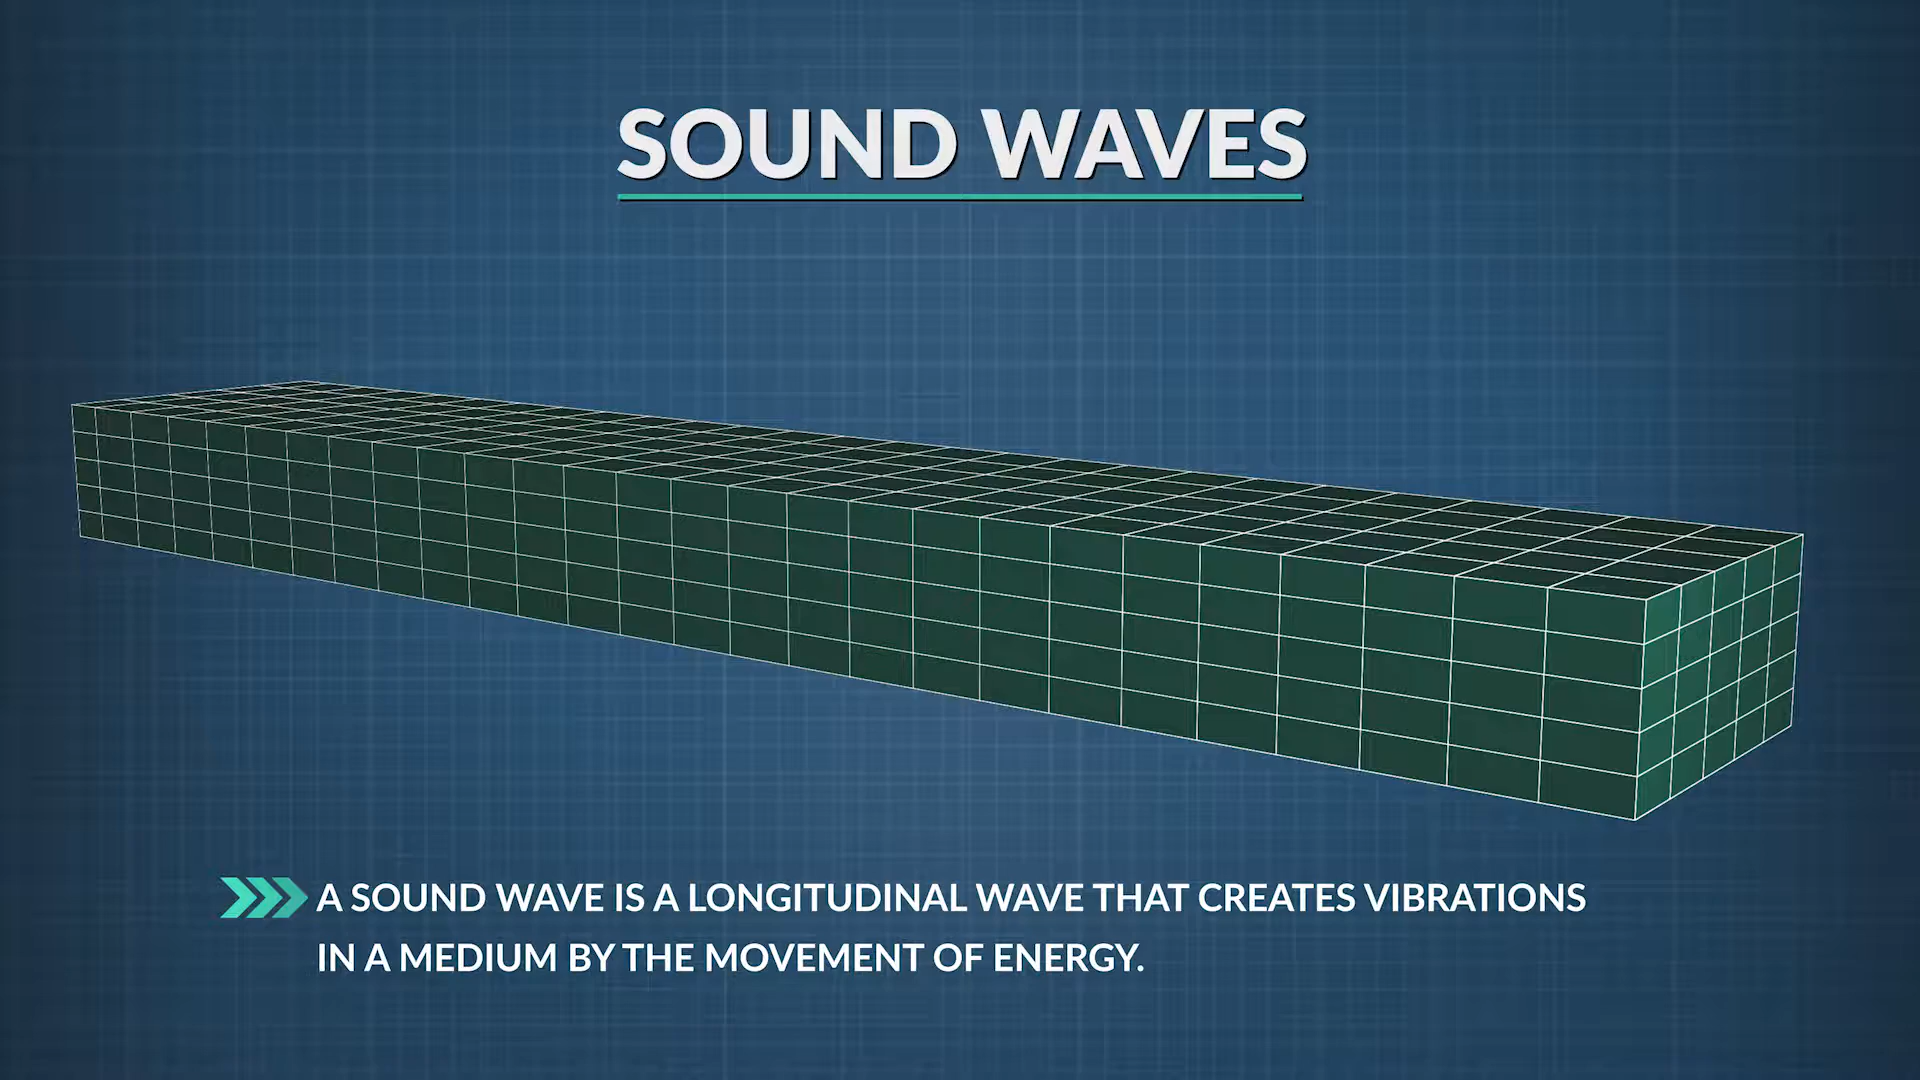 SOUND WAVES
A SOUND WAVE IS A LONGITUDINAL WAVE THAT CREATES VIBRATIONS
IN A MEDIUM BY THE MOVEMENT OF ENERGY.